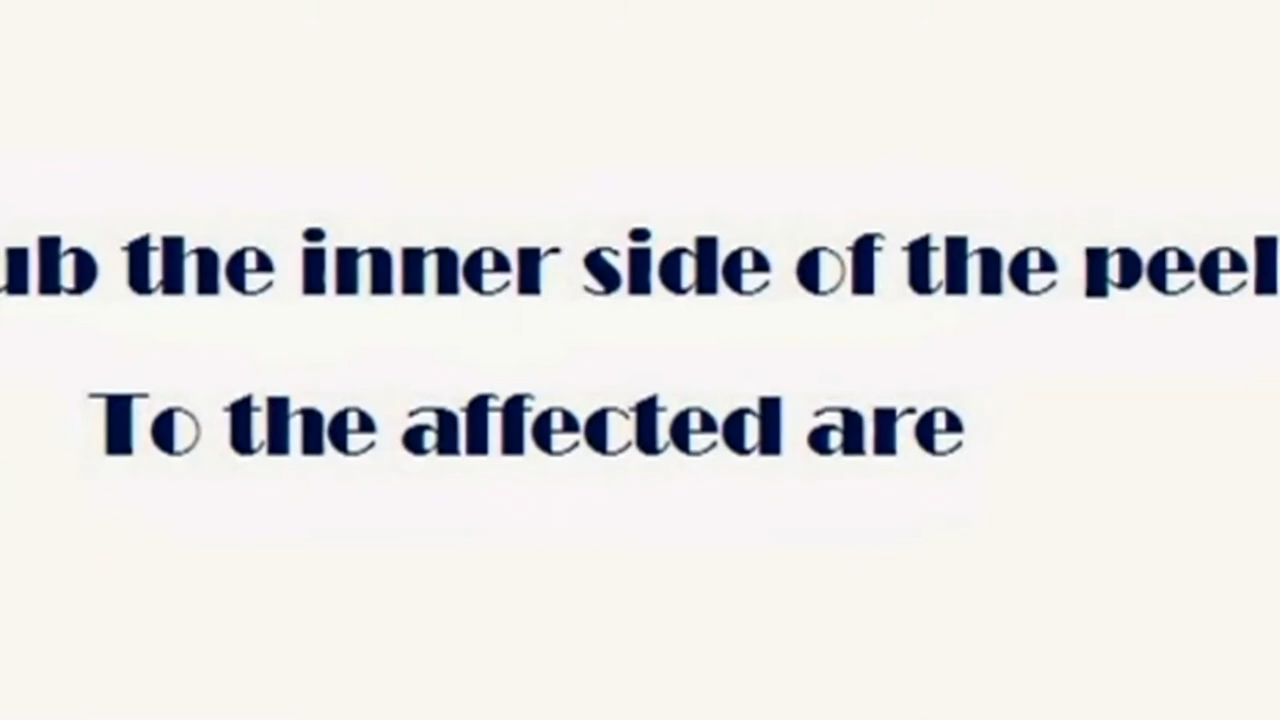 ub the inner side of the peel
To the affected are